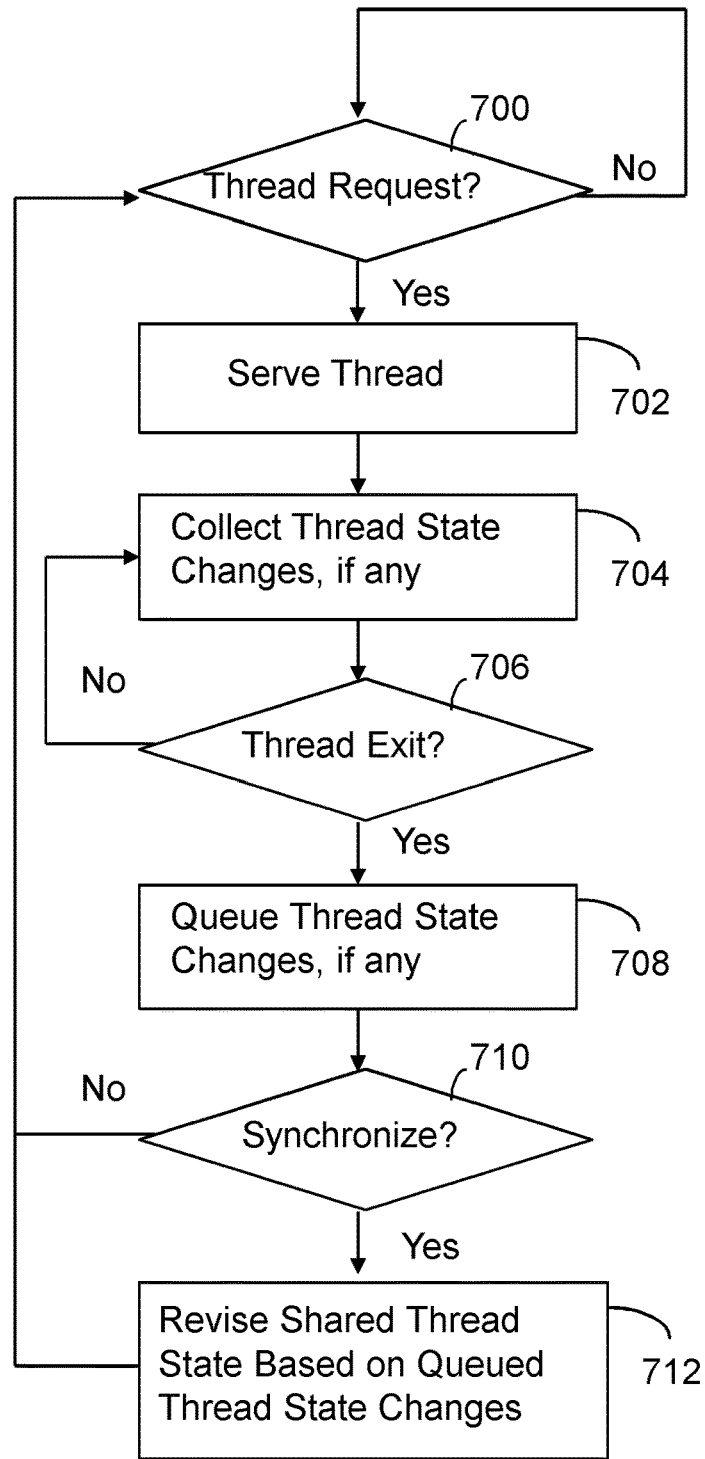 700
Thread Request?
No
Yes
Serve Thread
702
Collect Thread State
Changes, if any
704
706
No
Thread Exit?
Yes
Queue Thread State
Changes, if any
708
710
No
Synchronize?
Yes
Revise Shared Thread
State Based on Queued
Thread State Changes
712